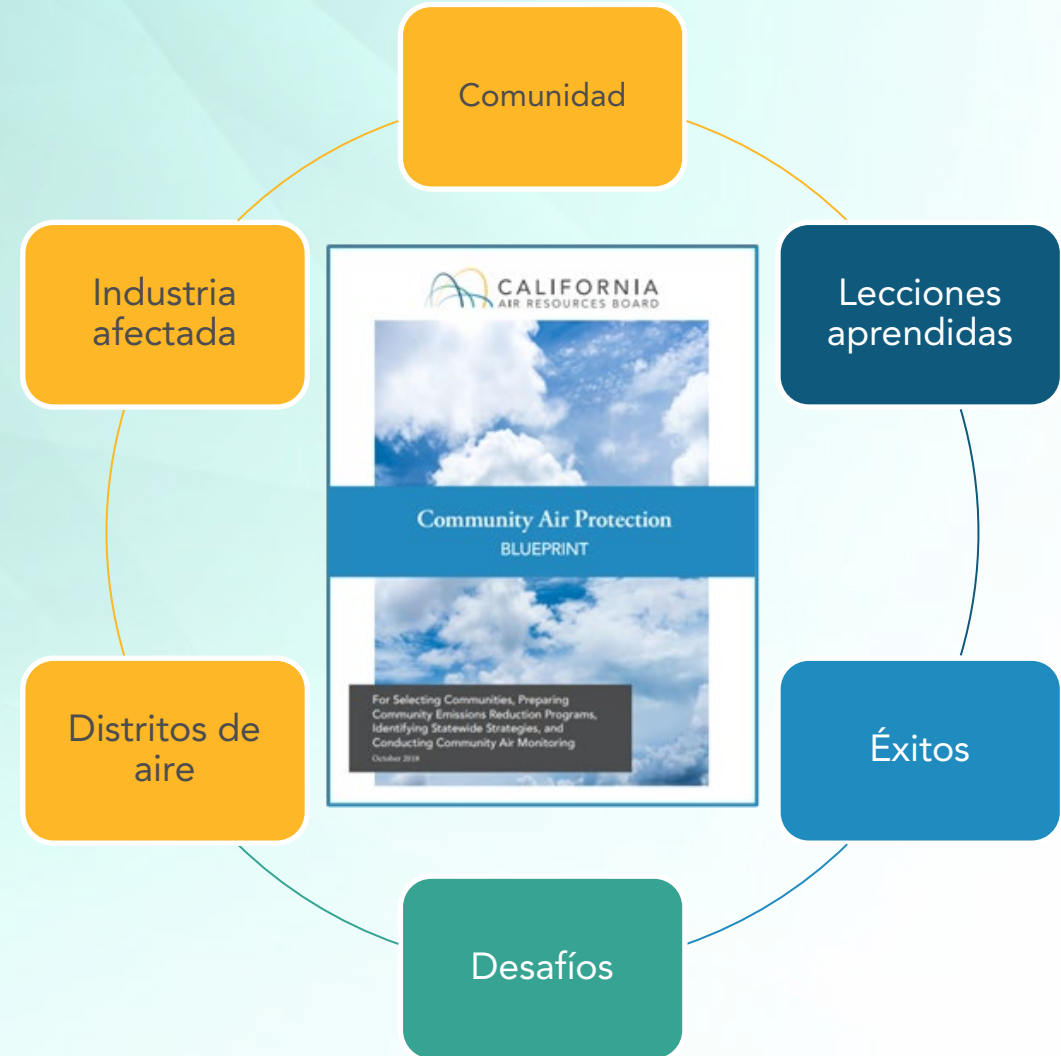 Comunidad
Industria
afectada
Lecciones
aprendidas
CALIFORNIA
AIR RESOURCES BOARD
Community Air Protection
BLUEPRINT
For Selecting Communities, Preparing
Community Emissions Reduction Programs,
Identifying Statewide Strategies, and
Conducting Community Air Monitoring
October 2018
Distritos de
aire
Éxitos
Desafíos